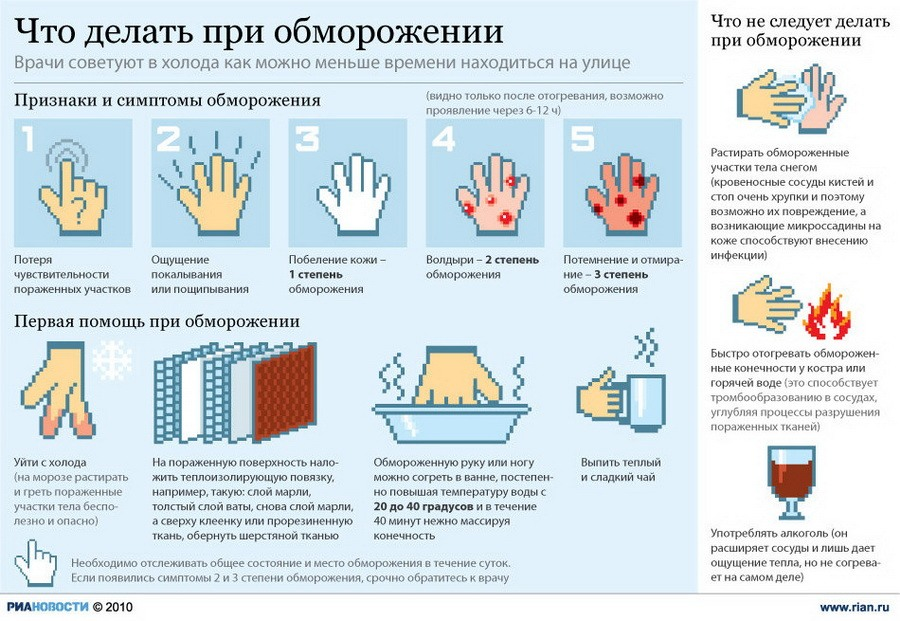 Что делать при обморожении
Врачи советуют в холода как можно меньше времени находиться на улице
Признаки и симптомы обморожения
(видно только после отогревания, возможно
проявление через 6-12 ч)
1
2
3
4
5
?
Потеря
чувствительности
пораженных участков
Ощущение
покалывания
или пощипывания
Побеление кожи –
1 степень
обморожения
Волдыри – 2 степень
обморожения
Потемнение и отмира-
ние – 3 степень
обморожения
Первая помощь при обморожении
Уйти с холода
(на морозе растирать
и греть пораженные
участки тела беспо-
лезно и опасно)
На пораженную поверхность нало-
жить теплоизолирующую повязку,
например, такую: слой марли,
толстый слой ваты, снова слой марли,
а сверху клеенку или прорезиненную
ткань, обернуть шерстяной тканью
Обмороженную руку или ногу
можно согреть в ванне, постепен-
но повышая температуру воды с
20 до 40 градусов и в течение
40 минут нежно массируя
конечность
Выпить теплый
и сладкий чай
Необходимо отслеживать общее состояние и место обморожения в течение суток.
Если появились симптомы 2 и 3 степени обморожения, срочно обратитесь к врачу
Что не следует делать
при обморожении
Растирать обмороженные
участки тела снегом
(кровеносные сосуды кистей и
стоп очень хрупки и поэтому
возможно их повреждение, а
возникающие микроссадины на
коже способствуют внесению
инфекции)
Быстро отогревать обморожен-
ные конечности у костра или
горячей воде (это способствует
тромбообразованию в сосудах,
углубляя процессы разрушения
пораженных тканей)
Употреблять алкоголь (он
расширяет сосуды и лишь дает
ощущение тепла, но не согрева-
ет на самом деле)
РИАНОВОСТИ © 2010
www.rian.ru